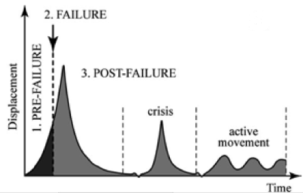 2. FAILURE
1. PRE-FAILURE
3. POST-FAILURE
Displacement
crisis
active
movement
Time